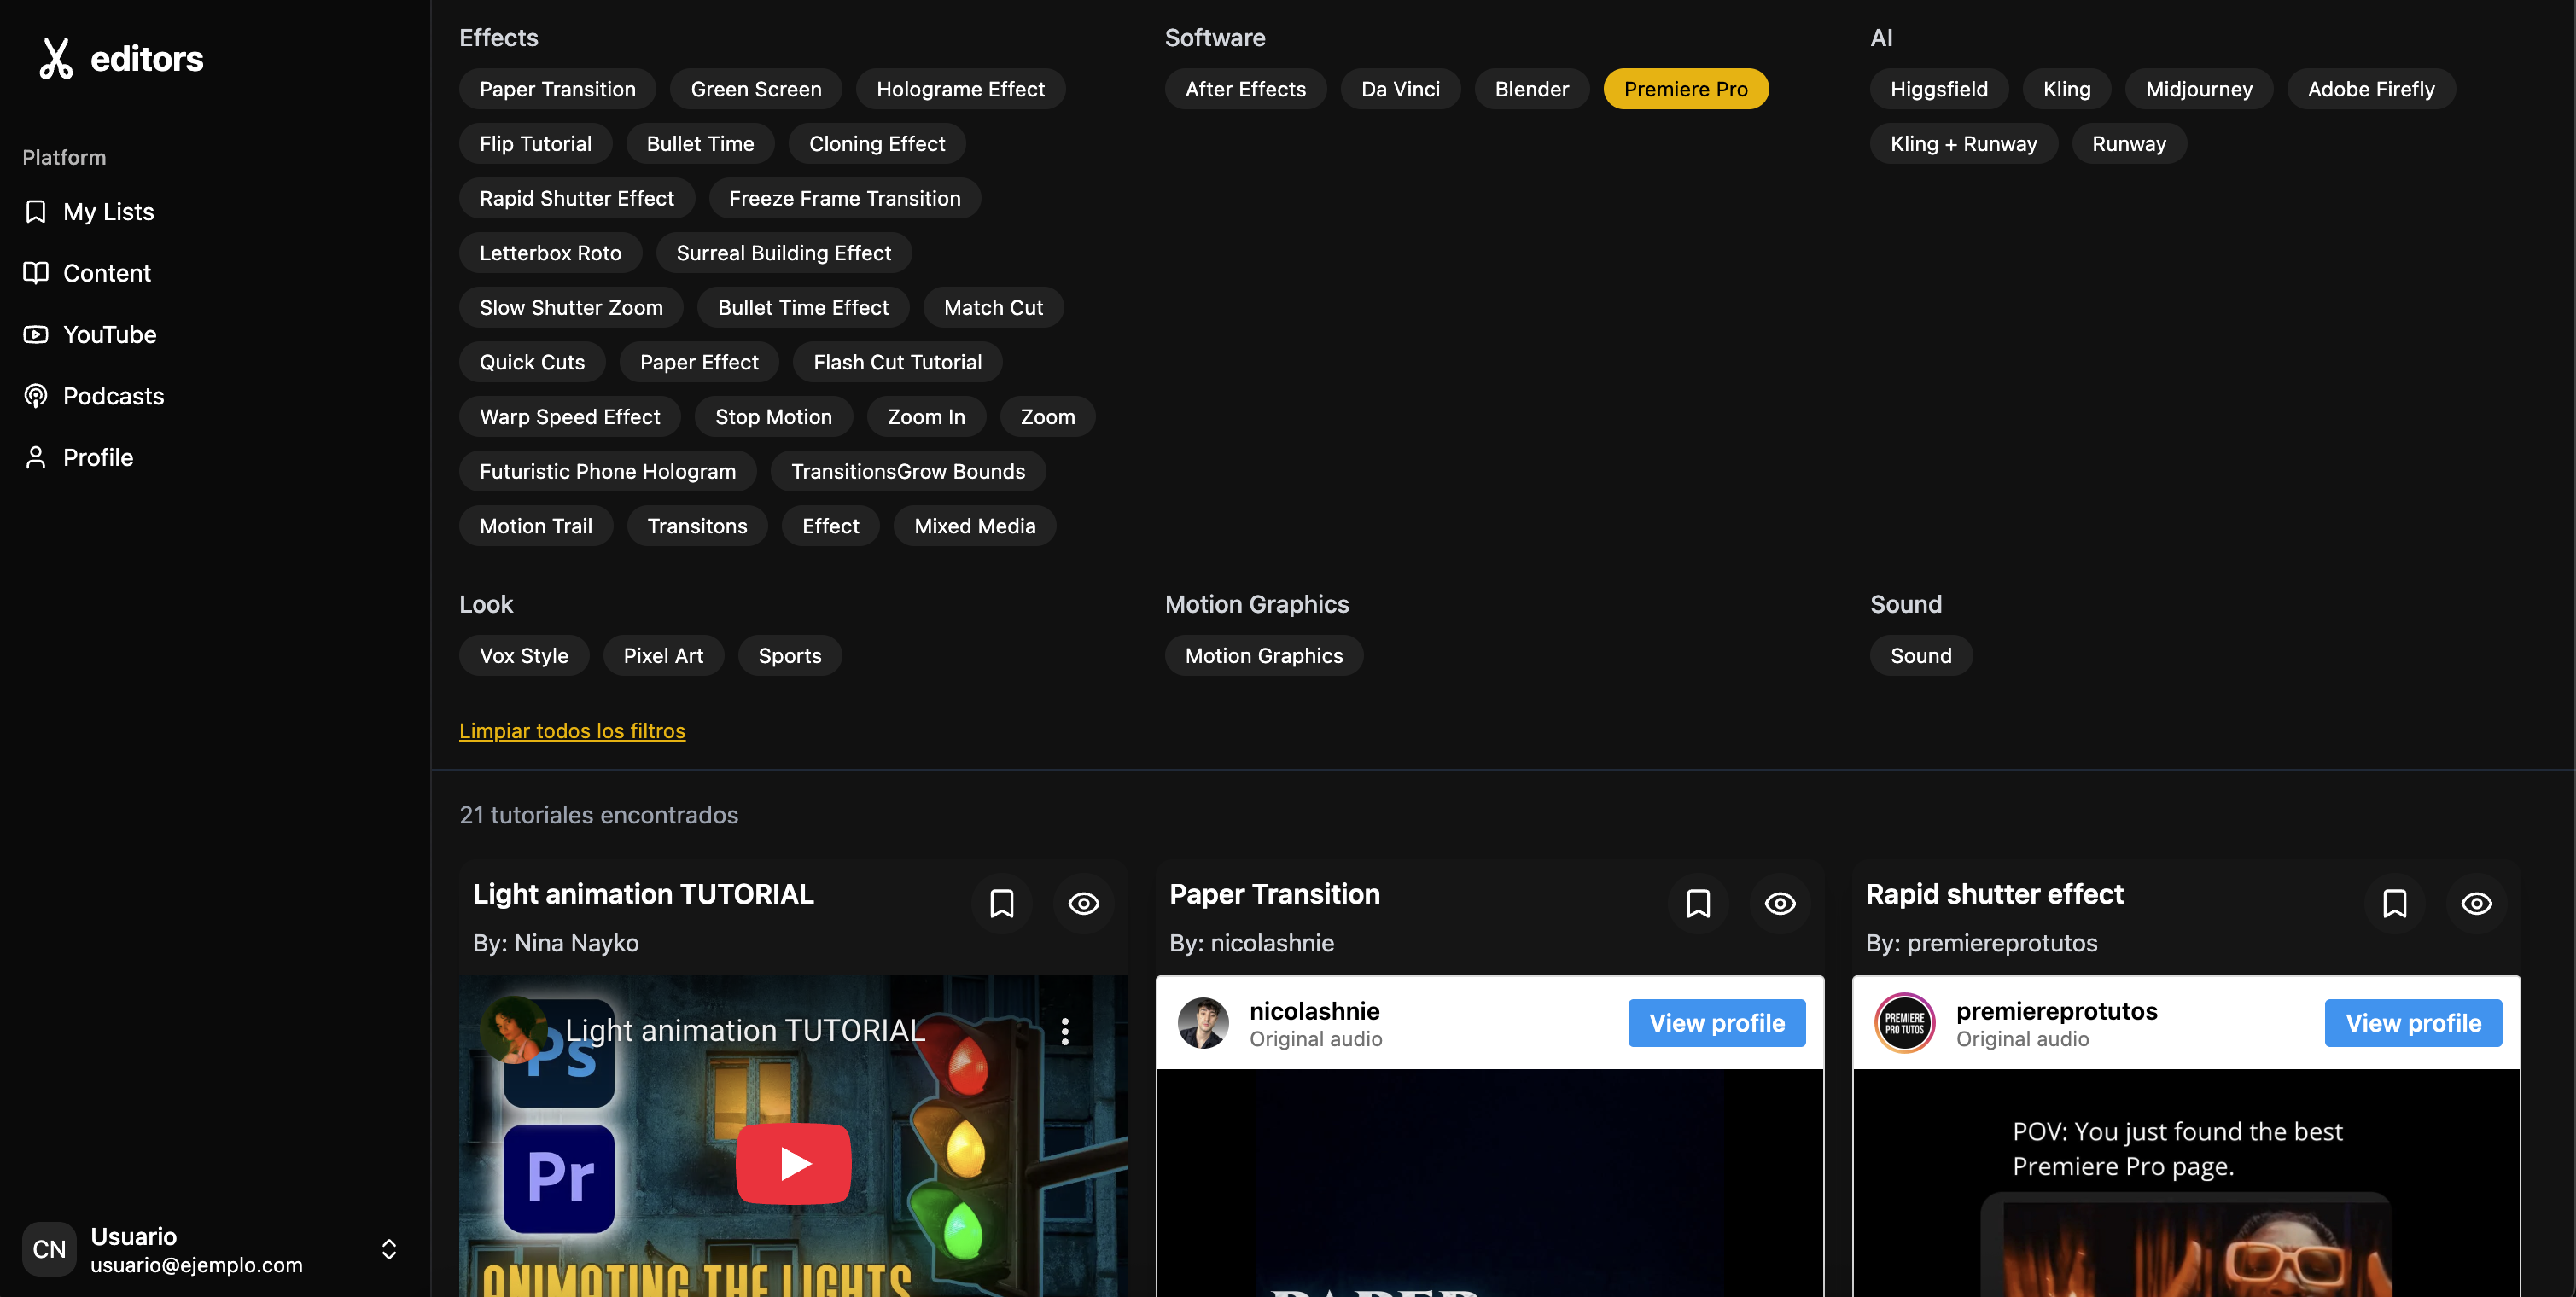 editors
Platform
My Lists
Content
YouTube
Podcasts
Profile
CN
Usuario
usuario@ejemplo.com
Effects
Paper Transition Green Screen Holograme Effect
Flip Tutorial Bullet Time Cloning Effect
Rapid Shutter Effect Freeze Frame Transition
Letterbox Roto Surreal Building Effect
Slow Shutter Zoom Bullet Time Effect Match Cut
Quick Cuts Paper Effect Flash Cut Tutorial
Warp Speed Effect Stop Motion Zoom In Zoom
Futuristic Phone Hologram TransitionsGrow Bounds
Motion Trail Transitons Effect Mixed Media
Software
After Effects Da Vinci Blender Premiere Pro
AI
Higgsfield Kling Midjourney Adobe Firefly
Kling + Runway Runway
Look
Vox Style Pixel Art Sports
Motion Graphics
Motion Graphics
Sound
Sound
Limpiar todos los filtros
21 tutoriales encontrados
Light animation TUTORIAL
By: Nina Nayko
Light animation TUTORIAL
Ps
Pr
ANIMATING THE LIGHTS
Paper Transition
By: nicolashnie
nicolashnie
Original audio
View profile
PAPER
Rapid shutter effect
By: premiereprotutos
PREMIERE
PRO TUTOS
premiereprotutos
Original audio
View profile
POV: You just found the best
Premiere Pro page.